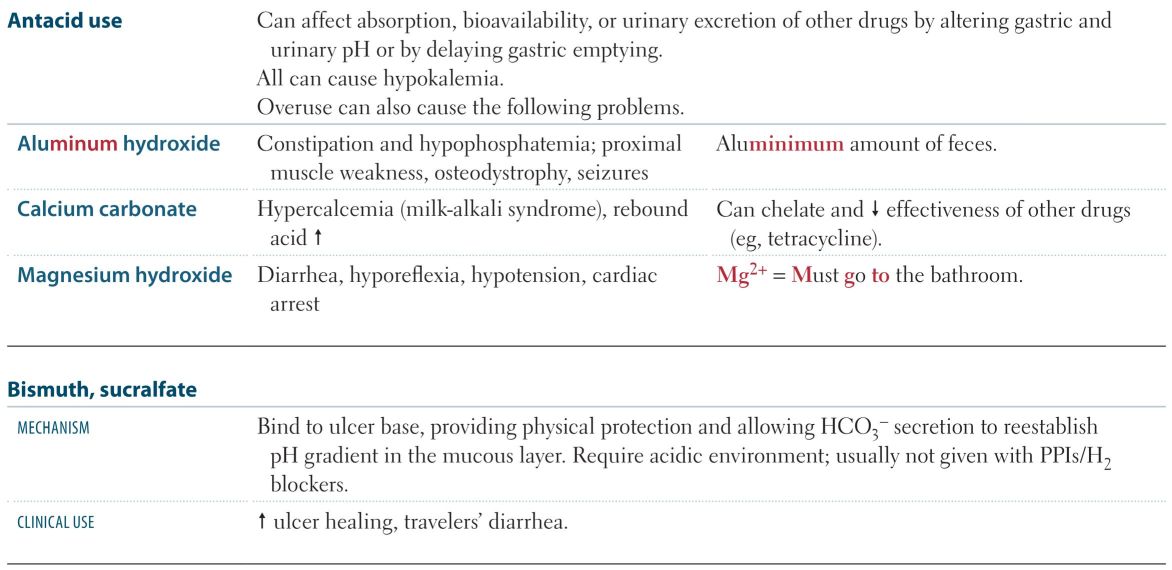 Antacid use
Can affect absorption, bioavailability, or urinary excretion of other drugs by altering gastric and
urinary pH or by delaying gastric emptying.
All can cause hypokalemia.
Overuse can also cause the following problems.
Aluminum hydroxide
Constipation and hypophosphatemia; proximal
muscle weakness, osteodystrophy, seizures
Aluminimum amount of feces.
Calcium carbonate
Hypercalcemia (milk-alkali syndrome), rebound
acid ↑
Can chelate and ↓ effectiveness of other drugs
(eg, tetracycline).
Magnesium hydroxide
Diarrhea, hyporeflexia, hypotension, cardiac
arrest
Mg²⁺ = Must go to the bathroom.
Bismuth, sucralfate
MECHANISM
Bind to ulcer base, providing physical protection and allowing HCO₃⁻ secretion to reestablish
pH gradient in the mucous layer. Require acidic environment; usually not given with PPIs/H₂
blockers.
CLINICAL USE
↑ ulcer healing, travelers’ diarrhea.